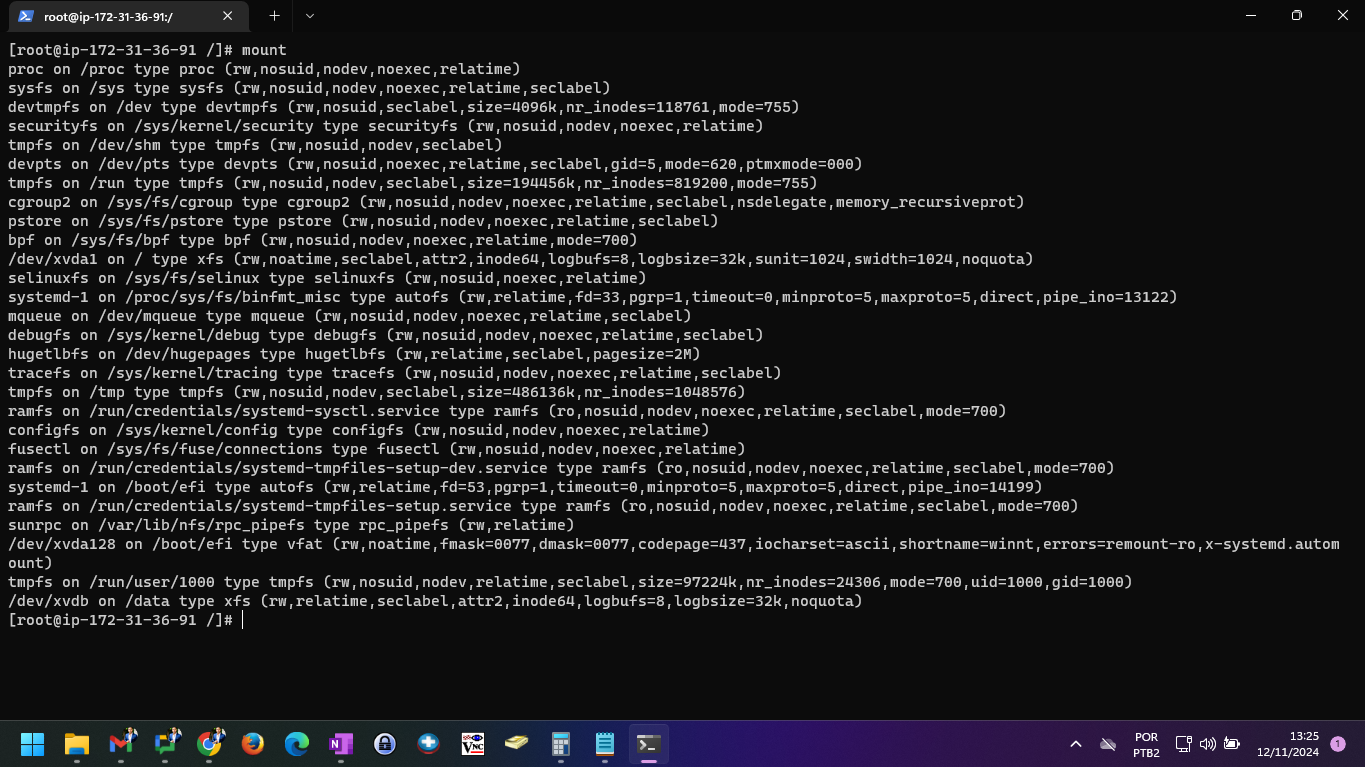 root@ip-172-31-36-91:/
[root@ip-172-31-36-91 /]# mount
proc on /proc type proc (rw,nosuid,nodev,noexec,relatime)
sysfs on /sys type sysfs (rw,nosuid,nodev,noexec,relatime,seclabel)
devtmpfs on /dev type devtmpfs (rw,nosuid,seclabel,size=4096k,nr_inodes=118761,mode=755)
securityfs on /sys/kernel/security type securityfs (rw,nosuid,nodev,noexec,relatime)
tmpfs on /dev/shm type tmpfs (rw,nosuid,nodev,seclabel)
devpts on /dev/pts type devpts (rw,nosuid,noexec,relatime,seclabel,gid=5,mode=620,ptmxmode=000)
tmpfs on /run type tmpfs (rw,nosuid,nodev,seclabel,size=194456k,nr_inodes=819200,mode=755)
cgroup2 on /sys/fs/cgroup type cgroup2 (rw,nosuid,nodev,noexec,relatime,seclabel,nsdelegate,memory_recursiveprot)
pstore on /sys/fs/pstore type pstore (rw,nosuid,nodev,noexec,relatime,seclabel)
bpf on /sys/fs/bpf type bpf (rw,nosuid,nodev,noexec,relatime,mode=700)
/dev/xvda1 on / type xfs (rw,noatime,seclabel,attr2,inode64,logbufs=8,logbsize=32k,sunit=1024,swidth=1024,noquota)
selinuxfs on /sys/fs/selinux type selinuxfs (rw,nosuid,noexec,relatime)
systemd-1 on /proc/sys/fs/binfmt_misc type autofs (rw,relatime,fd=33,pgrp=1,timeout=0,minproto=5,maxproto=5,direct,pipe_ino=13122)
mqueue on /dev/mqueue type mqueue (rw,nosuid,nodev,noexec,relatime,seclabel)
debugfs on /sys/kernel/debug type debugfs (rw,nosuid,nodev,noexec,relatime,seclabel)
hugetlbfs on /dev/hugepages type hugetlbfs (rw,relatime,seclabel,pagesize=2M)
tracefs on /sys/kernel/tracing type tracefs (rw,nosuid,nodev,noexec,relatime,seclabel)
tmpfs on /tmp type tmpfs (rw,nosuid,nodev,seclabel,size=486136k,nr_inodes=1048576)
ramfs on /run/credentials/systemd-sysctl.service type ramfs (ro,nosuid,nodev,noexec,relatime,seclabel,mode=700)
configfs on /sys/kernel/config type configfs (rw,nosuid,nodev,noexec,relatime)
fusectl on /sys/fs/fuse/connections type fusectl (rw,nosuid,nodev,noexec,relatime)
ramfs on /run/credentials/systemd-tmpfiles-setup-dev.service type ramfs (ro,nosuid,nodev,noexec,relatime,seclabel,mode=700)
systemd-1 on /boot/efi type autofs (rw,relatime,fd=53,pgrp=1,timeout=0,minproto=5,maxproto=5,direct,pipe_ino=14199)
ramfs on /run/credentials/systemd-tmpfiles-setup.service type ramfs (ro,nosuid,nodev,noexec,relatime,seclabel,mode=700)
sunrpc on /var/lib/nfs/rpc_pipefs type rpc_pipefs (rw,relatime)
/dev/xvda128 on /boot/efi type vfat (rw,noatime,fmask=0077,dmask=0077,codepage=437,iocharset=ascii,shortname=winnt,errors=remount-ro,x-systemd.autom
ount)
tmpfs on /run/user/1000 type tmpfs (rw,nosuid,nodev,relatime,seclabel,size=97224k,nr_inodes=24306,mode=700,uid=1000,gid=1000)
/dev/xvdb on /data type xfs (rw,relatime,seclabel,attr2,inode64,logbufs=8,logbsize=32k,noquota)
[root@ip-172-31-36-91 /]#
VNC
POR
PTB2
13:25
12/11/2024
1